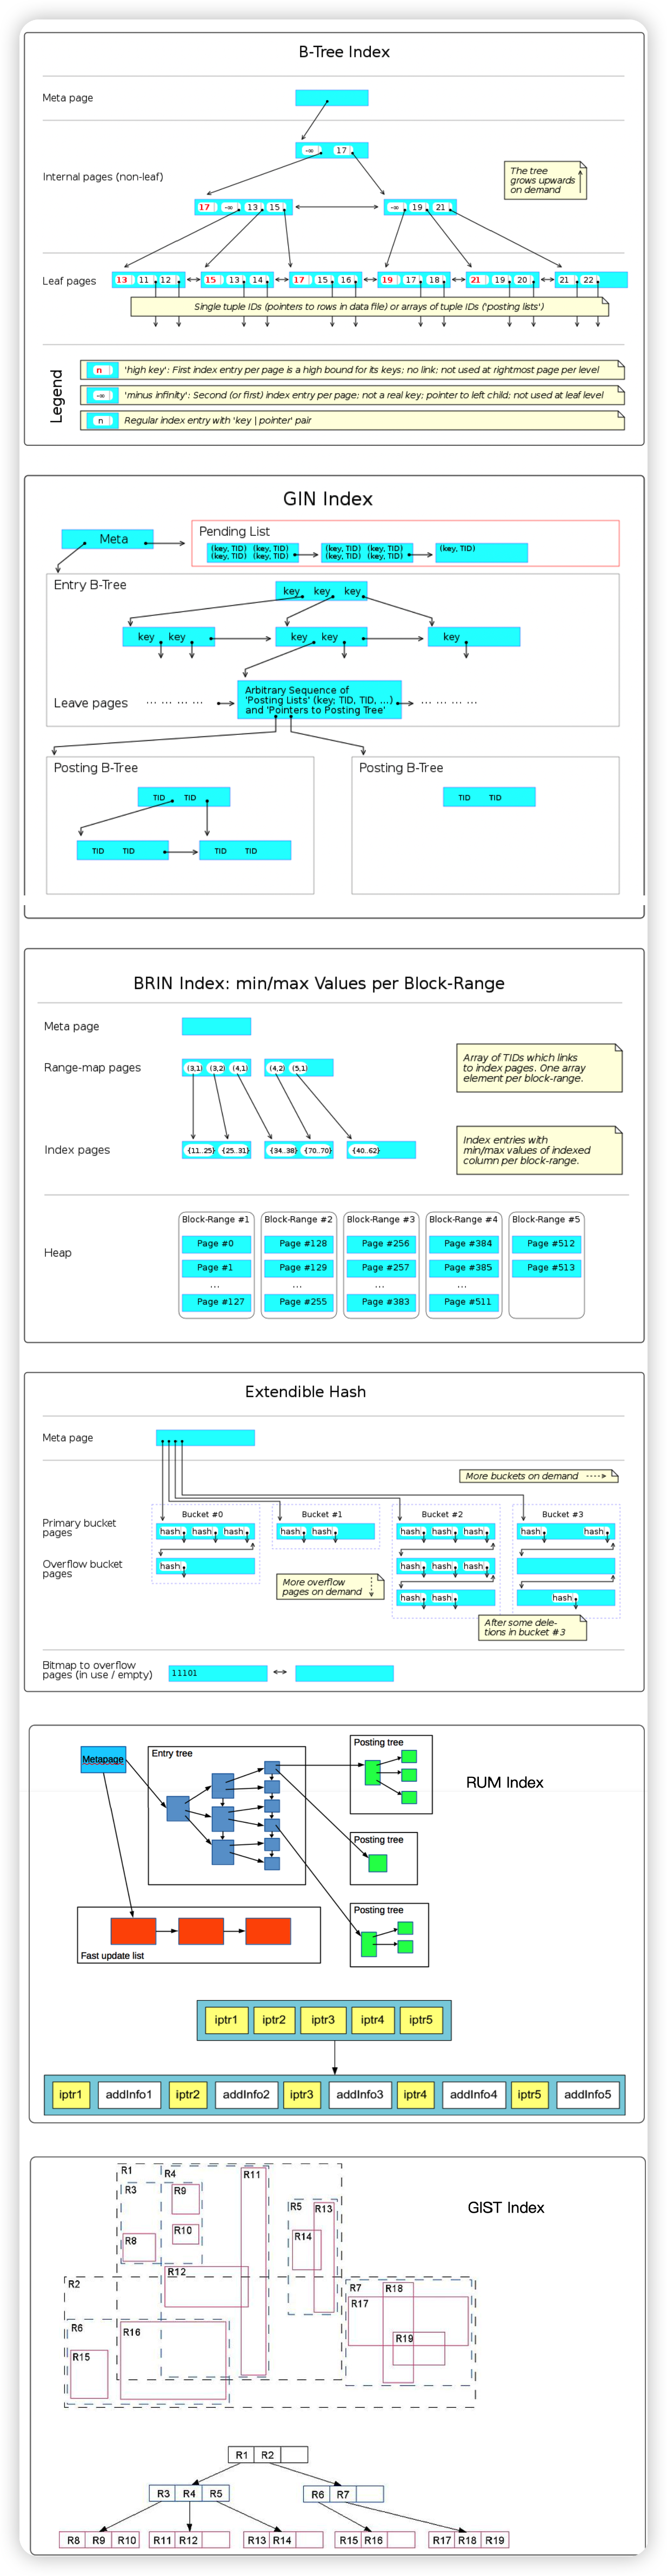 B-Tree Index
Meta page
-∞ 17
Internal pages (non-leaf)
The tree
grows upwards
on demand
17 -∞ 13 15
-∞ 19 21
Leaf pages
13 11 12
15 13 14
17 15 16
19 17 18
21 19 20
21 22
Single tuple IDs (pointers to rows in data file) or arrays of tuple IDs ('posting lists')
Legend
n 'high key': First index entry per page is a high bound for its keys; no link; not used at rightmost page per level
-∞ 'minus infinity': Second (or first) index entry per page; not a real key; pointer to left child; not used at leaf level
n Regular index entry with 'key | pointer' pair
GIN Index
Meta
Pending List
(key, TID) (key, TID)
(key, TID) (key, TID)
(key, TID) (key, TID)
(key, TID) (key, TID)
(key, TID)
Entry B-Tree
key key key
key key
key key
key
Leave pages
... ... ... ...
Arbitrary Sequence of
'Posting Lists' (key; TID, TID, ...)
and 'Pointers to Posting Tree'
... ... ... ...
Posting B-Tree
TID TID
TID TID
TID TID
Posting B-Tree
TID TID
BRIN Index: min/max Values per Block-Range
Meta page
Range-map pages
(3,1) (3,2) (4,1)
(4,2) (5,1)
Array of TIDs which links
to index pages. One array
element per block-range.
Index pages
{11..25} {25..31}
{34..38} {70..70}
{40..62}
Index entries with
min/max values of indexed
column per block-range.
Heap
Block-Range #1
Page #0
Page #1
...
Page #127
Block-Range #2
Page #128
Page #129
...
Page #255
Block-Range #3
Page #256
Page #257
...
Page #383
Block-Range #4
Page #384
Page #385
...
Page #511
Block-Range #5
Page #512
Page #513
Extendible Hash
Meta page
More buckets on demand
Primary bucket
pages
Overflow bucket
pages
Bucket #0
hash hash hash
hash
Bucket #1
hash hash
More overflow
pages on demand
Bucket #2
hash hash hash
hash hash hash
hash hash
Bucket #3
hash hash
hash
After some dele-
tions in bucket #3
Bitmap to overflow
pages (in use / empty)
11101
RUM Index
Metapage
Entry tree
Posting tree
Posting tree
Posting tree
Fast update list
iptr1 iptr2 iptr3 iptr4 iptr5
iptr1 addInfo1 iptr2 addInfo2 iptr3 addInfo3 iptr4 addInfo4 iptr5 addInfo5
GIST Index
R1
R4
R11
R3
R9
R5
R13
R10
R14
R8
R12
R2
R7
R18
R17
R6
R16
R19
R15
R1 R2
R3 R4 R5
R6 R7
R8 R9 R10
R11 R12
R13 R14
R15 R16
R17 R18 R19